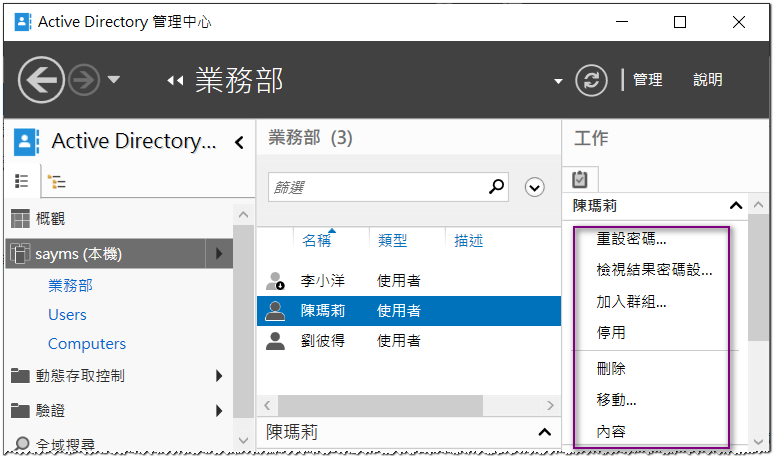 Active Directory 管理中心
業務部
管理
說明
Active Directory...
概觀
sayms (本機)
業務部
Users
Computers
動態存取控制
驗證
全域搜尋
業務部 (3)
篩選
名稱 類型 描述
李小洋 使用者
陳瑪莉 使用者
劉彼得 使用者
陳瑪莉
工作
陳瑪莉
重設密碼...
檢視結果密碼設...
加入群組...
停用
刪除
移動...
內容